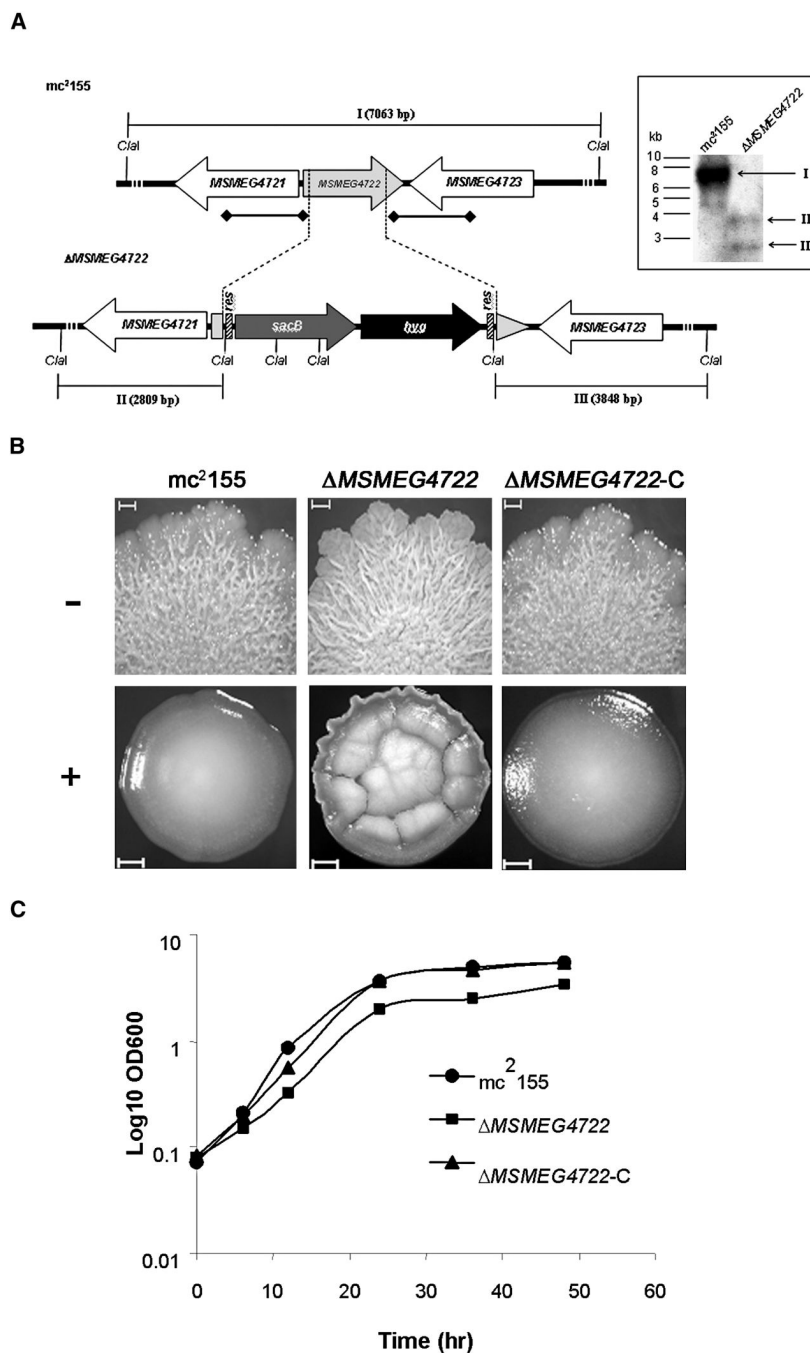 A
mc²155
I (7063 bp)
ClaI
ClaI
MSMEG4721
MSMEG4722
MSMEG4723
ΔMSMEG4722
res
res
MSMEG4721
sacB
hyg
MSMEG4723
ClaI
ClaI
ClaI
ClaI
ClaI
ClaI
II (2809 bp)
III (3848 bp)
kb
mc²155
ΔMSMEG4722
10
8
6
5
4
3
I
II
II
B
mc²155
ΔMSMEG4722
ΔMSMEG4722-C
-
+
C
Log10 OD600
10
1
0.1
0.01
0
10
20
30
40
50
60
Time (hr)
mc²155
ΔMSMEG4722
ΔMSMEG4722-C